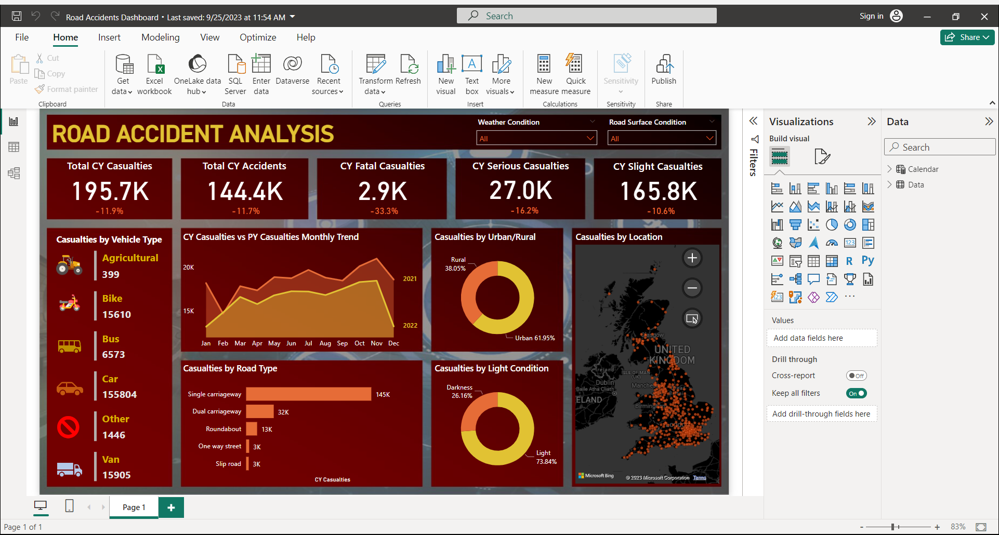 Road Accidents Dashboard • Last saved: 9/25/2023 at 11:54 AM
Search
Sign in
File
Home
Insert
Modeling
View
Optimize
Help
Share
Paste
Cut
Copy
Format painter
Clipboard
Get data
Excel workbook
OneLake data hub
SQL Server
Enter data
Dataverse
Recent sources
Data
Transform data
Refresh
Queries
New visual
Text box
More visuals
Insert
New measure
Quick measure
Calculations
Sensitivity
Sensitivity
Publish
Share
ROAD ACCIDENT ANALYSIS
Weather Condition
All
Road Surface Condition
All
Total CY Casualties
195.7K
-11.9%
Total CY Accidents
144.4K
-11.7%
CY Fatal Casualties
2.9K
-33.3%
CY Serious Casualties
27.0K
-16.2%
CY Slight Casualties
165.8K
-10.6%
Casualties by Vehicle Type
Agricultural
399
Bike
15610
Bus
6573
Car
155804
Other
1446
Van
15905
CY Casualties vs PY Casualties Monthly Trend
20K
15K
2021
2022
Jan Feb Mar Apr May Jun Jul Aug Sep Oct Nov Dec
Casualties by Road Type
Single carriageway 145K
Dual carriageway 32K
Roundabout 13K
One way street 3K
Slip road 3K
CY Casualties
Casualties by Urban/Rural
Rural
38.05%
Urban 61.95%
Casualties by Light Condition
Darkness
26.16%
Light
73.84%
Casualties by Location
Glasgow
UNITED
KINGDOM
Ireland
ISLE OF MAN
(UK)
Dublin
Baile Átha Cliath
ELAND
Microsoft Bing
© 2023 Microsoft Corporation Terms
Filters
Visualizations
Build visual
123
R
Py
123
Values
Add data fields here
Drill through
Cross-report
Off
Keep all filters
On
Add drill-through fields here
Data
Search
Calendar
Data
Page 1
Page 1 of 1
83%